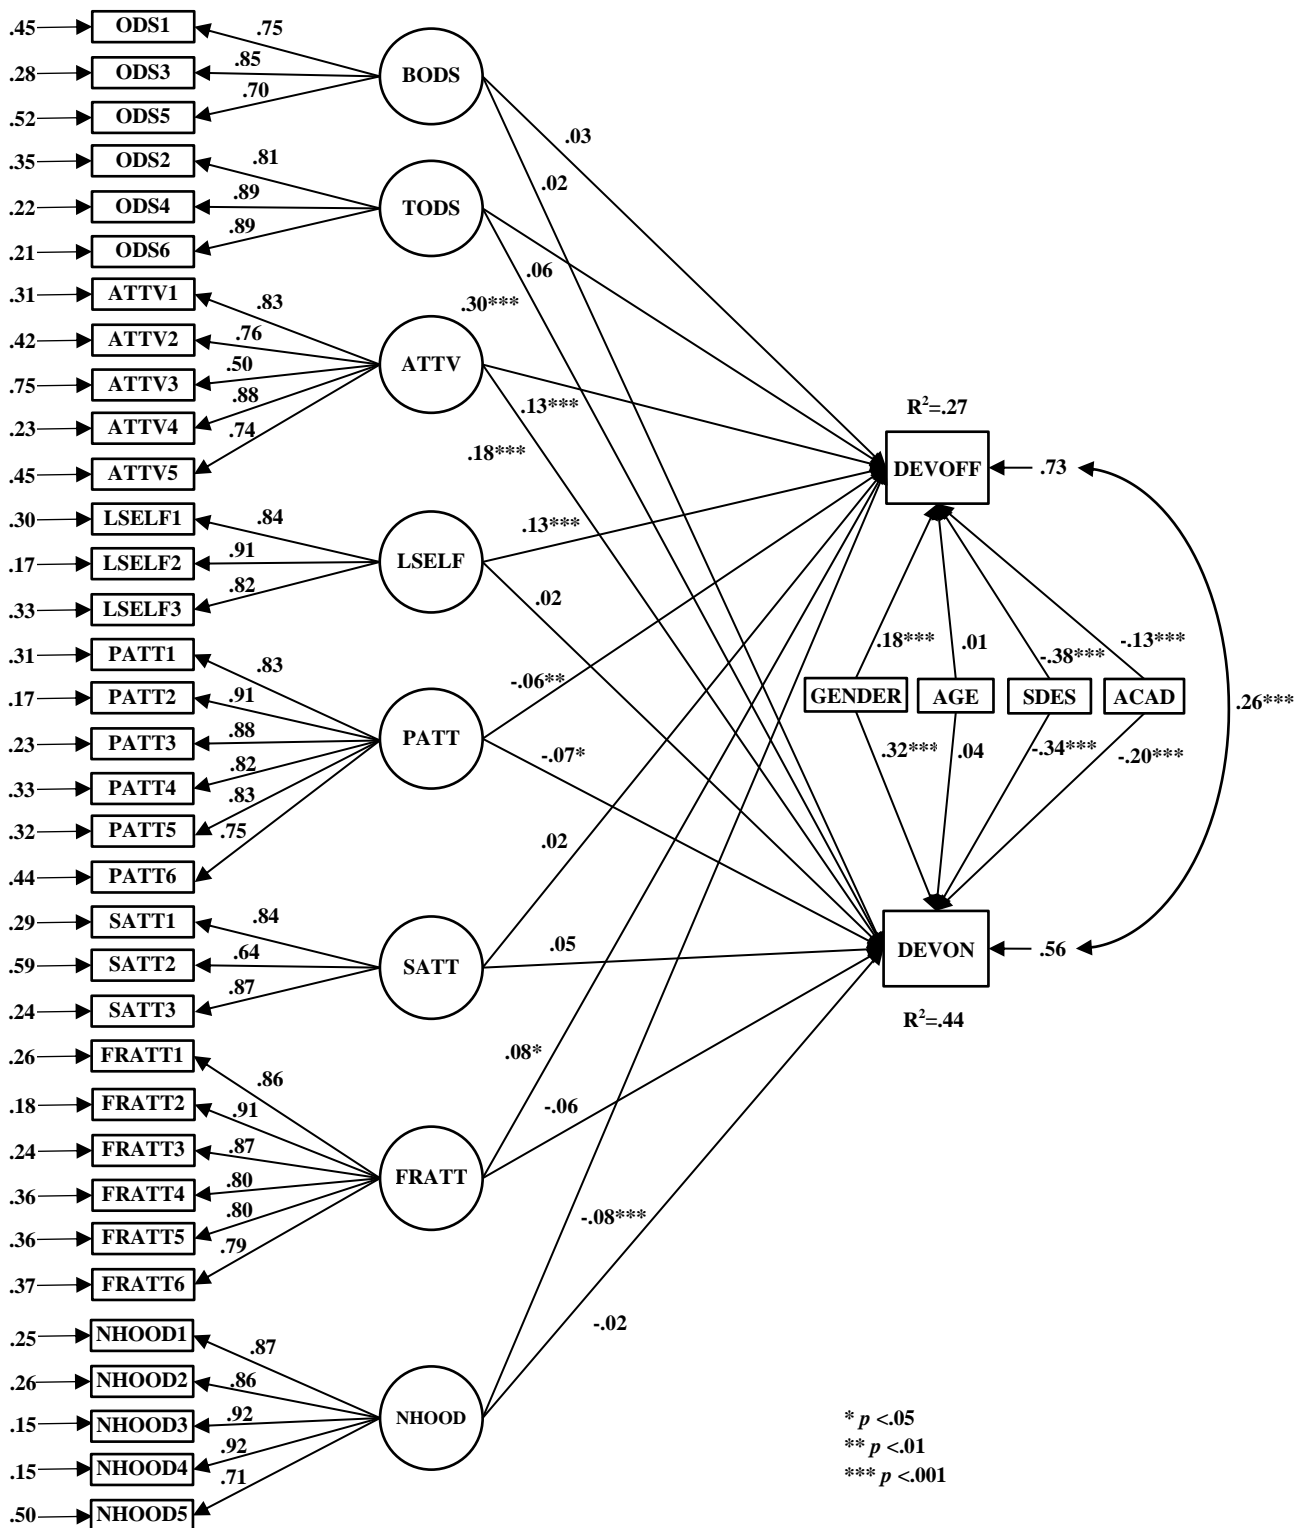 .45 ODS1 .75
.28 ODS3 .85
.52 ODS5 .70
BODS
.35 ODS2 .81
.22 ODS4 .89
.21 ODS6 .89
TODS
.31 ATTV1 .83
.42 ATTV2 .76
.75 ATTV3 .50
.23 ATTV4 .88
.45 ATTV5 .74
ATTV
.30 LSELF1 .84
.17 LSELF2 .91
.33 LSELF3 .82
LSELF
.31 PATT1 .83
.17 PATT2 .91
.23 PATT3 .88
.33 PATT4 .82
.32 PATT5 .83
.44 PATT6 .75
PATT
.29 SATT1 .84
.59 SATT2 .64
.24 SATT3 .87
SATT
.26 FRATT1 .86
.18 FRATT2 .91
.24 FRATT3 .87
.36 FRATT4 .80
.36 FRATT5 .80
.37 FRATT6 .79
FRATT
.25 NHOOD1 .87
.26 NHOOD2 .86
.15 NHOOD3 .92
.15 NHOOD4 .92
.50 NHOOD5 .71
NHOOD
.03
.02
.06
.30***
.13***
.18***
.13***
.02
-.06**
-.07*
.02
.05
.08*
-.06
-.08***
-.02
R²=.27
DEVOFF .73
.18*** .01 -.38*** -.13***
GENDER AGE SDES ACAD
.26***
.32*** .04 -.34*** -.20***
DEVON .56
R²=.44
* p <.05
** p <.01
*** p <.001